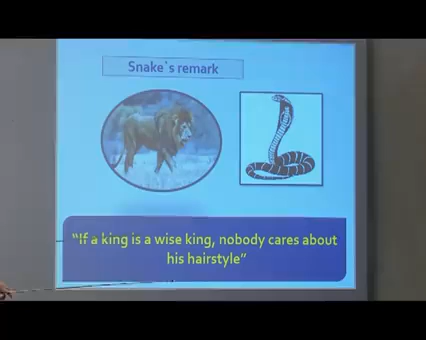 Snake`s remark
"If a king is a wise king, nobody cares about
his hairstyle"